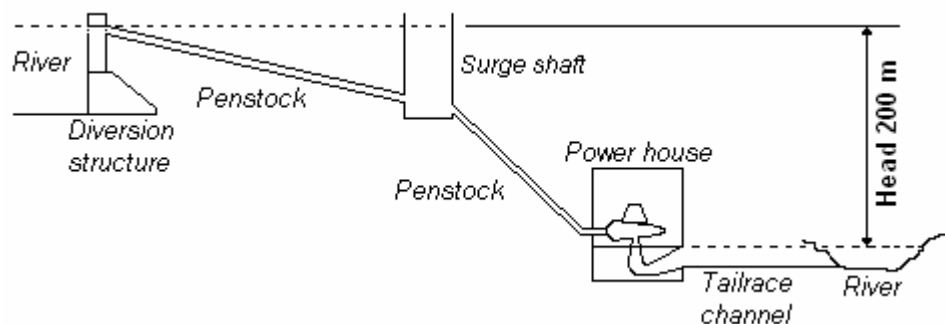 River
Surge shaft
Penstock
Diversion
structure
Power house
Penstock
Head 200 m
Tailrace
channel
River